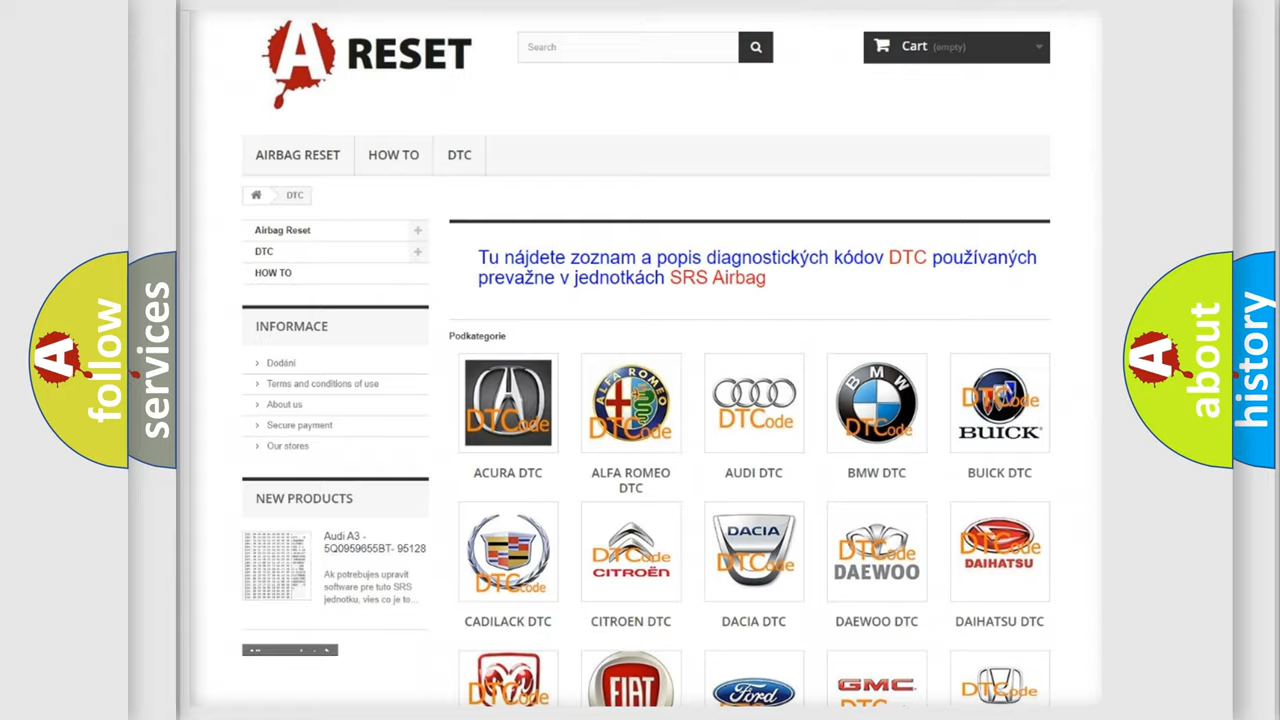 A RESET
Search
Cart (empty)
AIRBAG RESET
HOW TO
DTC
DTC
Airbag Reset
DTC
HOW TO
INFORMACE
Dodání
Terms and conditions of use
About us
Secure payment
Our stores
NEW PRODUCTS
Audi A3 -
5Q0959655BT- 95128
Ak potrebujes upravit
software pre tuto SRS
jednotku, vies co je to...
Tu nájdete zoznam a popis diagnostických kódov DTC používaných
prevažne v jednotkách SRS Airbag
Podkategorie
DTCode
ALFA ROMEO
DTCode
DTCode
BMW
DTCode
DTCode
BUICK
ACURA DTC
ALFA ROMEO
DTC
AUDI DTC
BMW DTC
BUICK DTC
DTCode
DTCode
CITROËN
DACIA
DTCode
DTCode
DAEWOO
DTCode
DAIHATSU
CADILACK DTC
CITROEN DTC
DACIA DTC
DAEWOO DTC
DAIHATSU DTC
DTCode
FIAT
Ford
DTCode
GMC
DTCode
A
follow
services
A
about
history